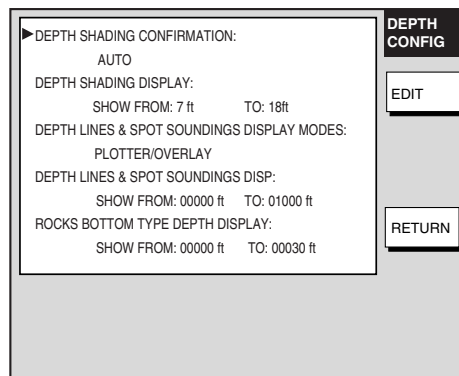 ▶DEPTH SHADING CONFIRMATION:
AUTO
DEPTH SHADING DISPLAY:
SHOW FROM: 7 ft TO: 18ft
DEPTH LINES & SPOT SOUNDINGS DISPLAY MODES:
PLOTTER/OVERLAY
DEPTH LINES & SPOT SOUNDINGS DISP:
SHOW FROM: 00000 ft TO: 01000 ft
ROCKS BOTTOM TYPE DEPTH DISPLAY:
SHOW FROM: 00000 ft TO: 00030 ft
DEPTH
CONFIG
EDIT
RETURN